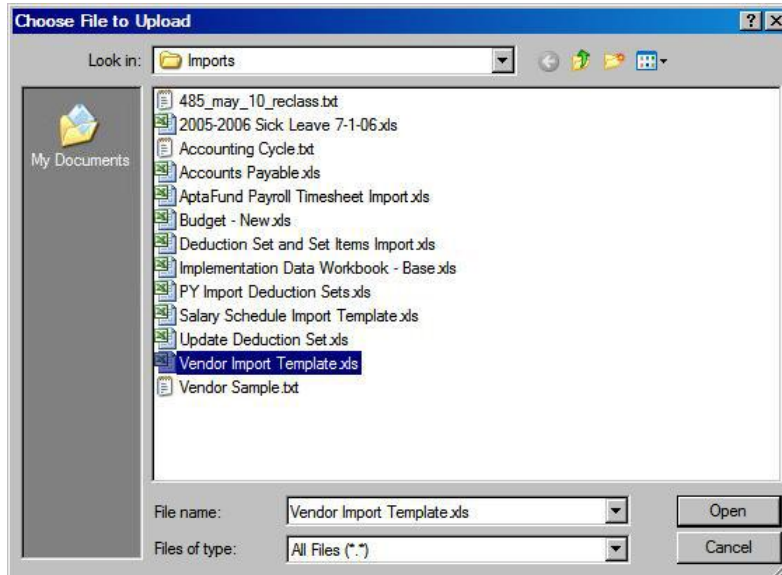 Choose File to Upload
Look in: Imports
My Documents
485_may_10_reclass.txt
2005-2006 Sick Leave 7-1-06.xls
Accounting Cycle.txt
Accounts Payable.xls
AptaFund Payroll Timesheet Import.xls
Budget - New.xls
Deduction Set and Set Items Import.xls
Implementation Data Workbook - Base.xls
PY Import Deduction Sets.xls
Salary Schedule Import Template.xls
Update Deduction Set.xls
Vendor Import Template.xls
Vendor Sample.txt
File name: Vendor Import Template.xls Open
Files of type: All Files (*.*) Cancel